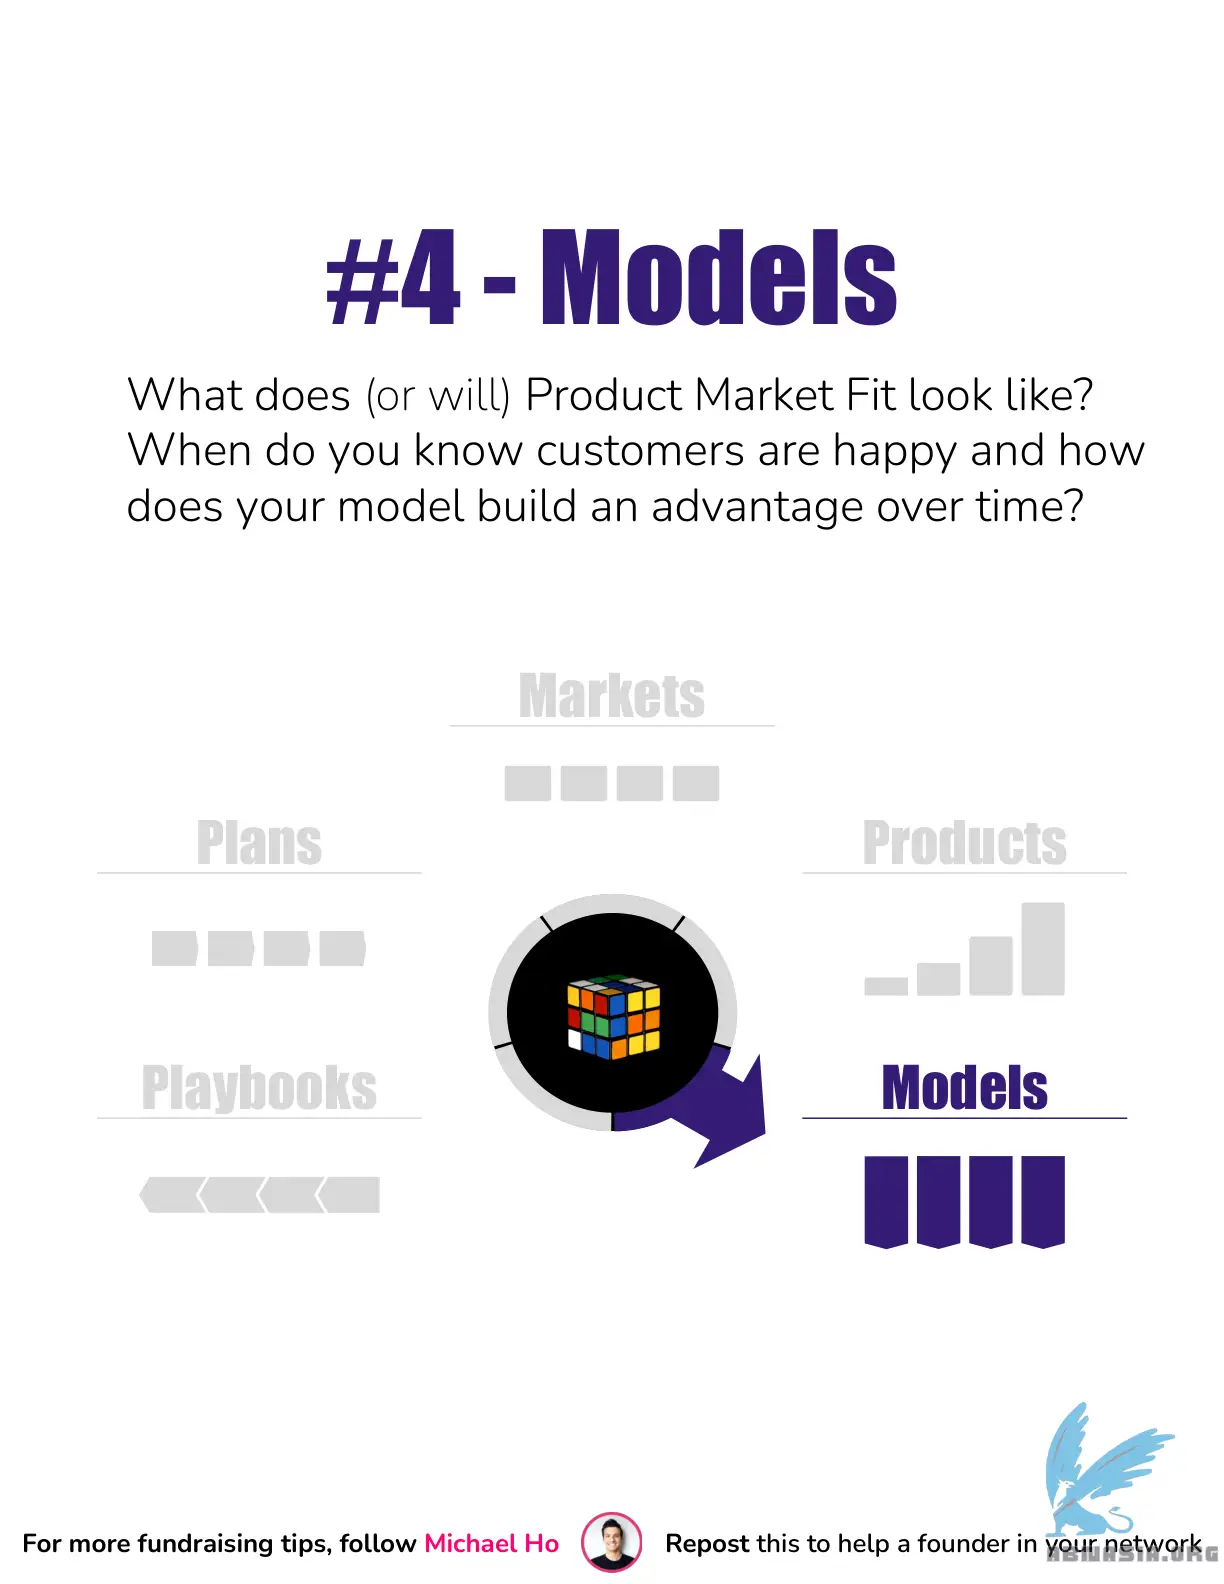 #4 - Models
What does (or will) Product Market Fit look like?
When do you know customers are happy and how
does your model build an advantage over time?
Markets
Plans
Products
Playbooks
Models
For more fundraising tips, follow Michael Ho
Repost this to help a founder in your network
ABINASIA.ORG